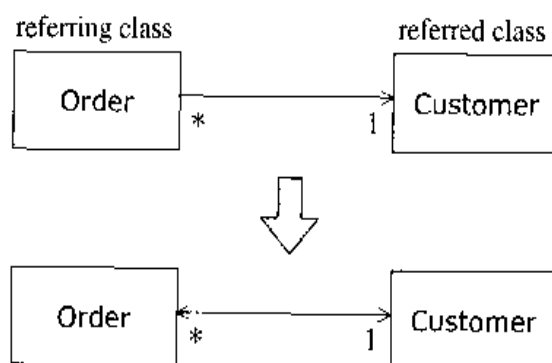 referring class
referred class
Order
Customer
*
1
Order
Customer
*
1